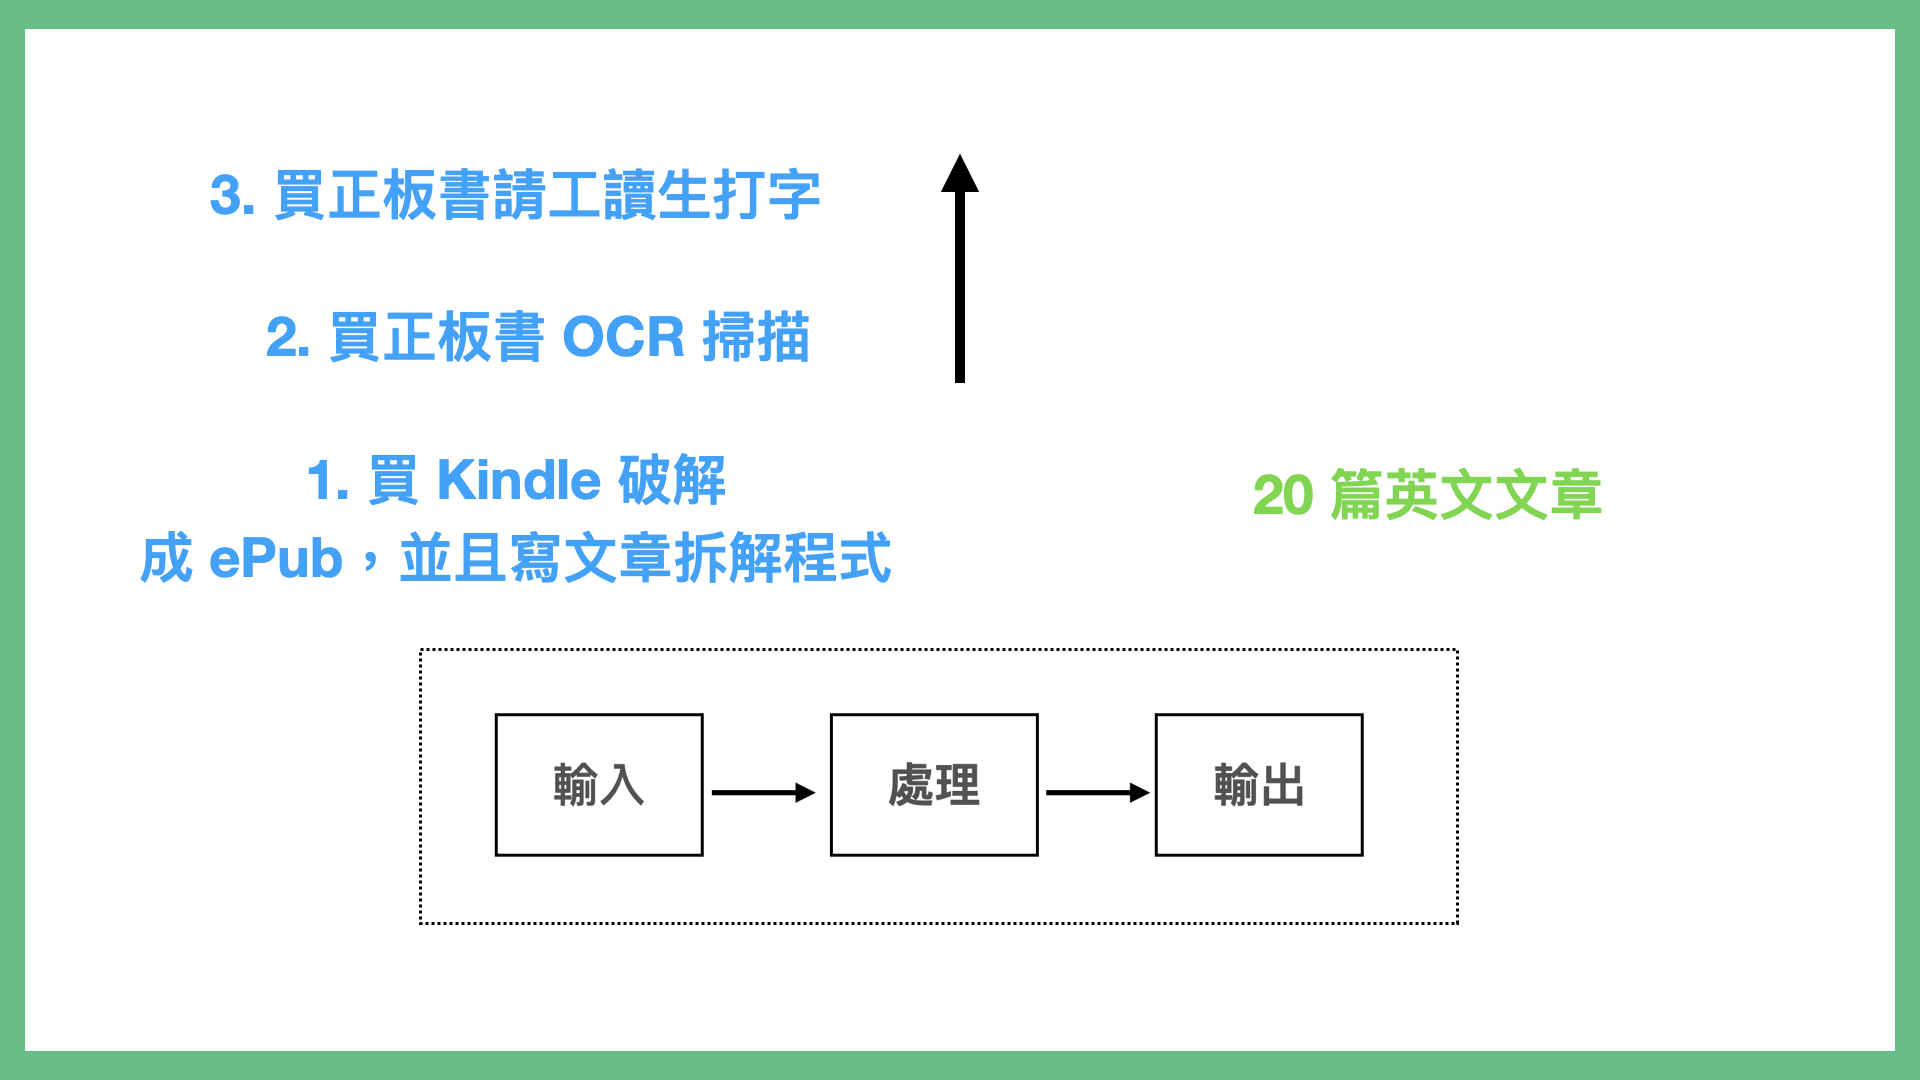 3. 買正板書請工讀生打字
2. 買正板書 OCR 掃描
1. 買 Kindle 破解
成 ePub，並且寫文章拆解程式
20 篇英文文章
輸入
處理
輸出